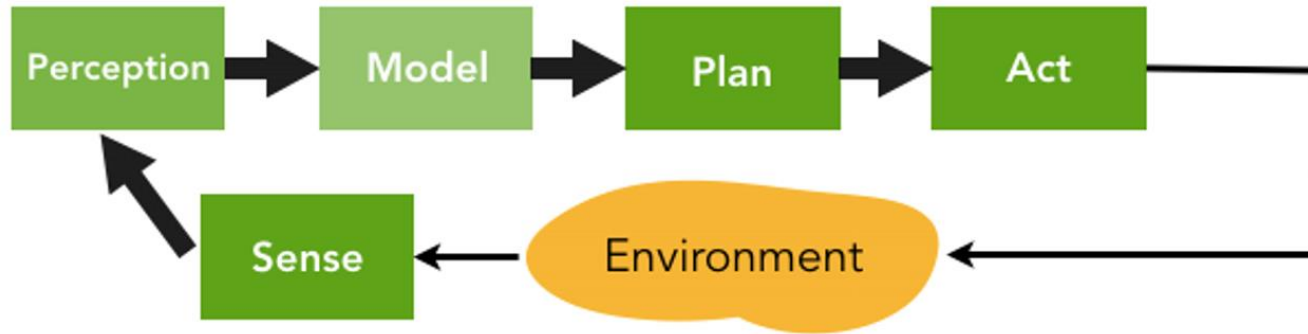 Perception
Model
Plan
Act
Sense
Environment